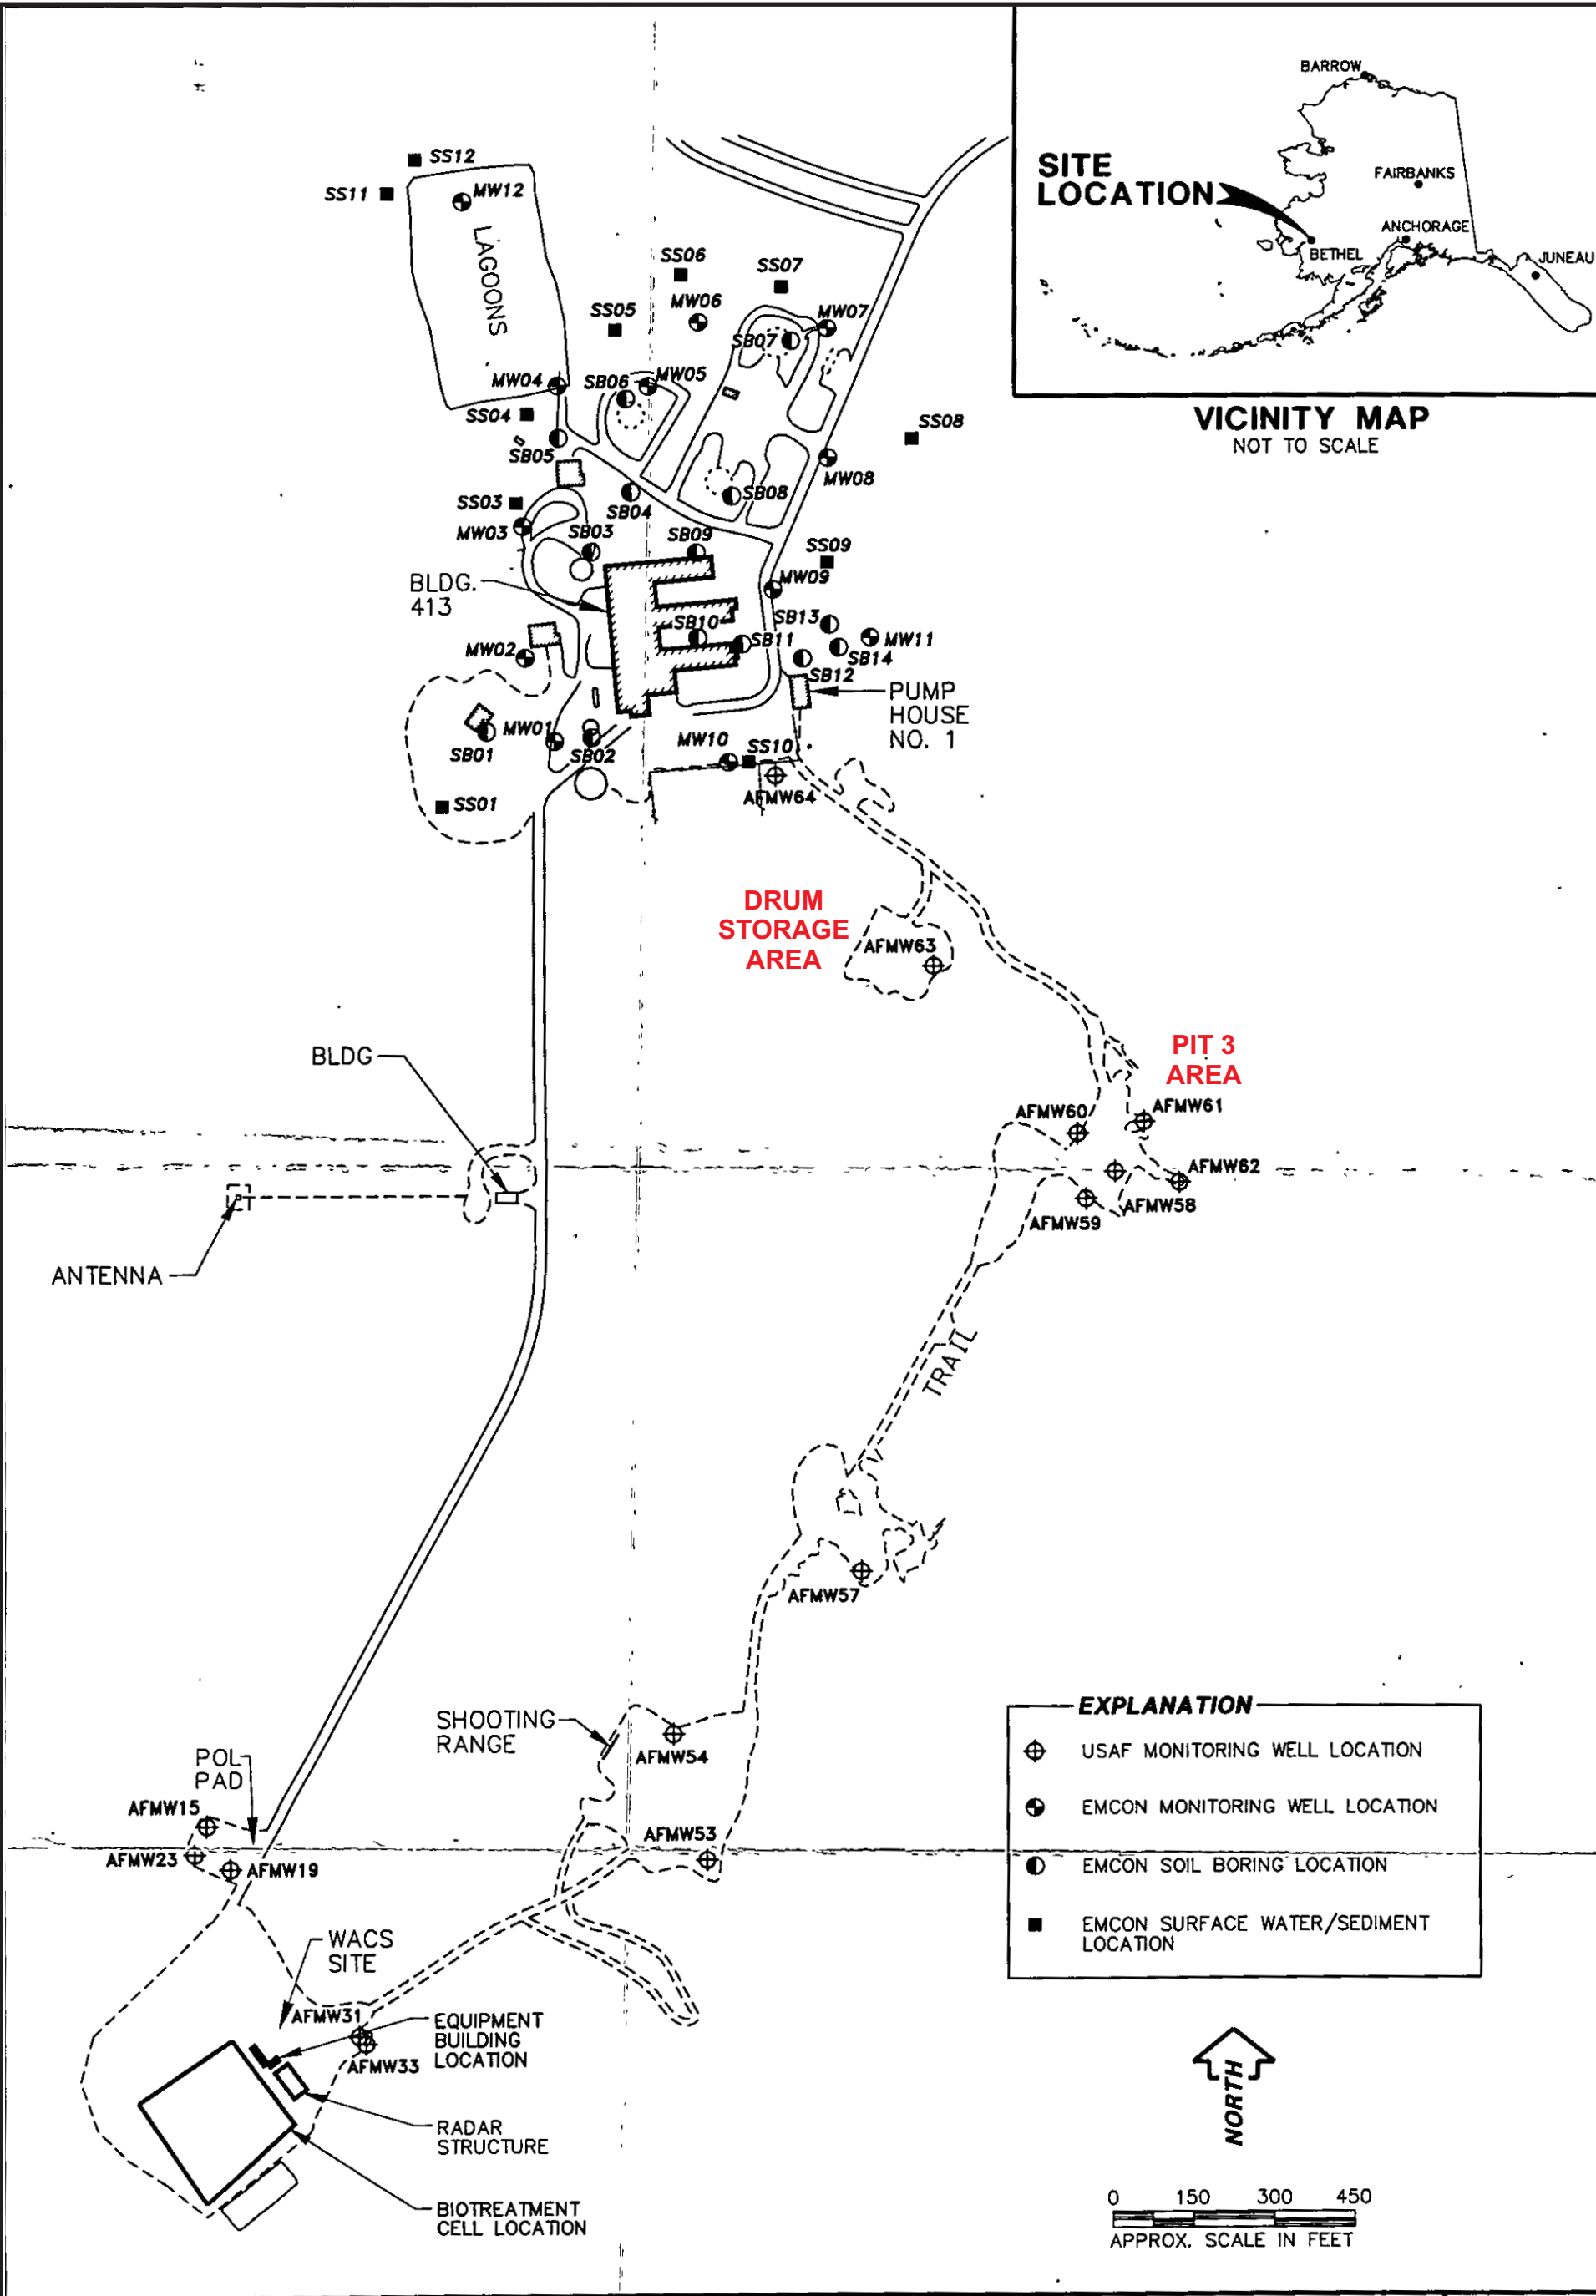 BARROW
SITE
LOCATION
FAIRBANKS
ANCHORAGE
BETHEL
JUNEAU
VICINITY MAP
NOT TO SCALE
SS12
SS11
MW12
LAGOONS
SS06
SS07
MW06
SS05
MW07
SB07
MW04
SB06
MW05
SS04
SS08
SB05
MW08
SS03
SB04
SB08
MW03
SB03
SB09
SS09
BLDG.
413
MW09
SB13
SB10
SB11
MW11
MW02
SB14
SB12
PUMP
HOUSE
NO. 1
MW01
SB01
SB02
MW10
SS10
AFMW64
SS01
DRUM
STORAGE
AREA
AFMW63
BLDG
PIT 3
AREA
AFMW60
AFMW61
AFMW62
AFMW58
AFMW59
ANTENNA
TRAIL
AFMW57
SHOOTING
RANGE
AFMW54
POL
PAD
AFMW15
AFMW53
AFMW23
AFMW19
WACS
SITE
AFMW31
EQUIPMENT
BUILDING
LOCATION
AFMW33
RADAR
STRUCTURE
BIOTREATMENT
CELL LOCATION
EXPLANATION
USAF MONITORING WELL LOCATION
EMCON MONITORING WELL LOCATION
EMCON SOIL BORING LOCATION
EMCON SURFACE WATER/SEDIMENT
LOCATION
NORTH
0 150 300 450
APPROX. SCALE IN FEET